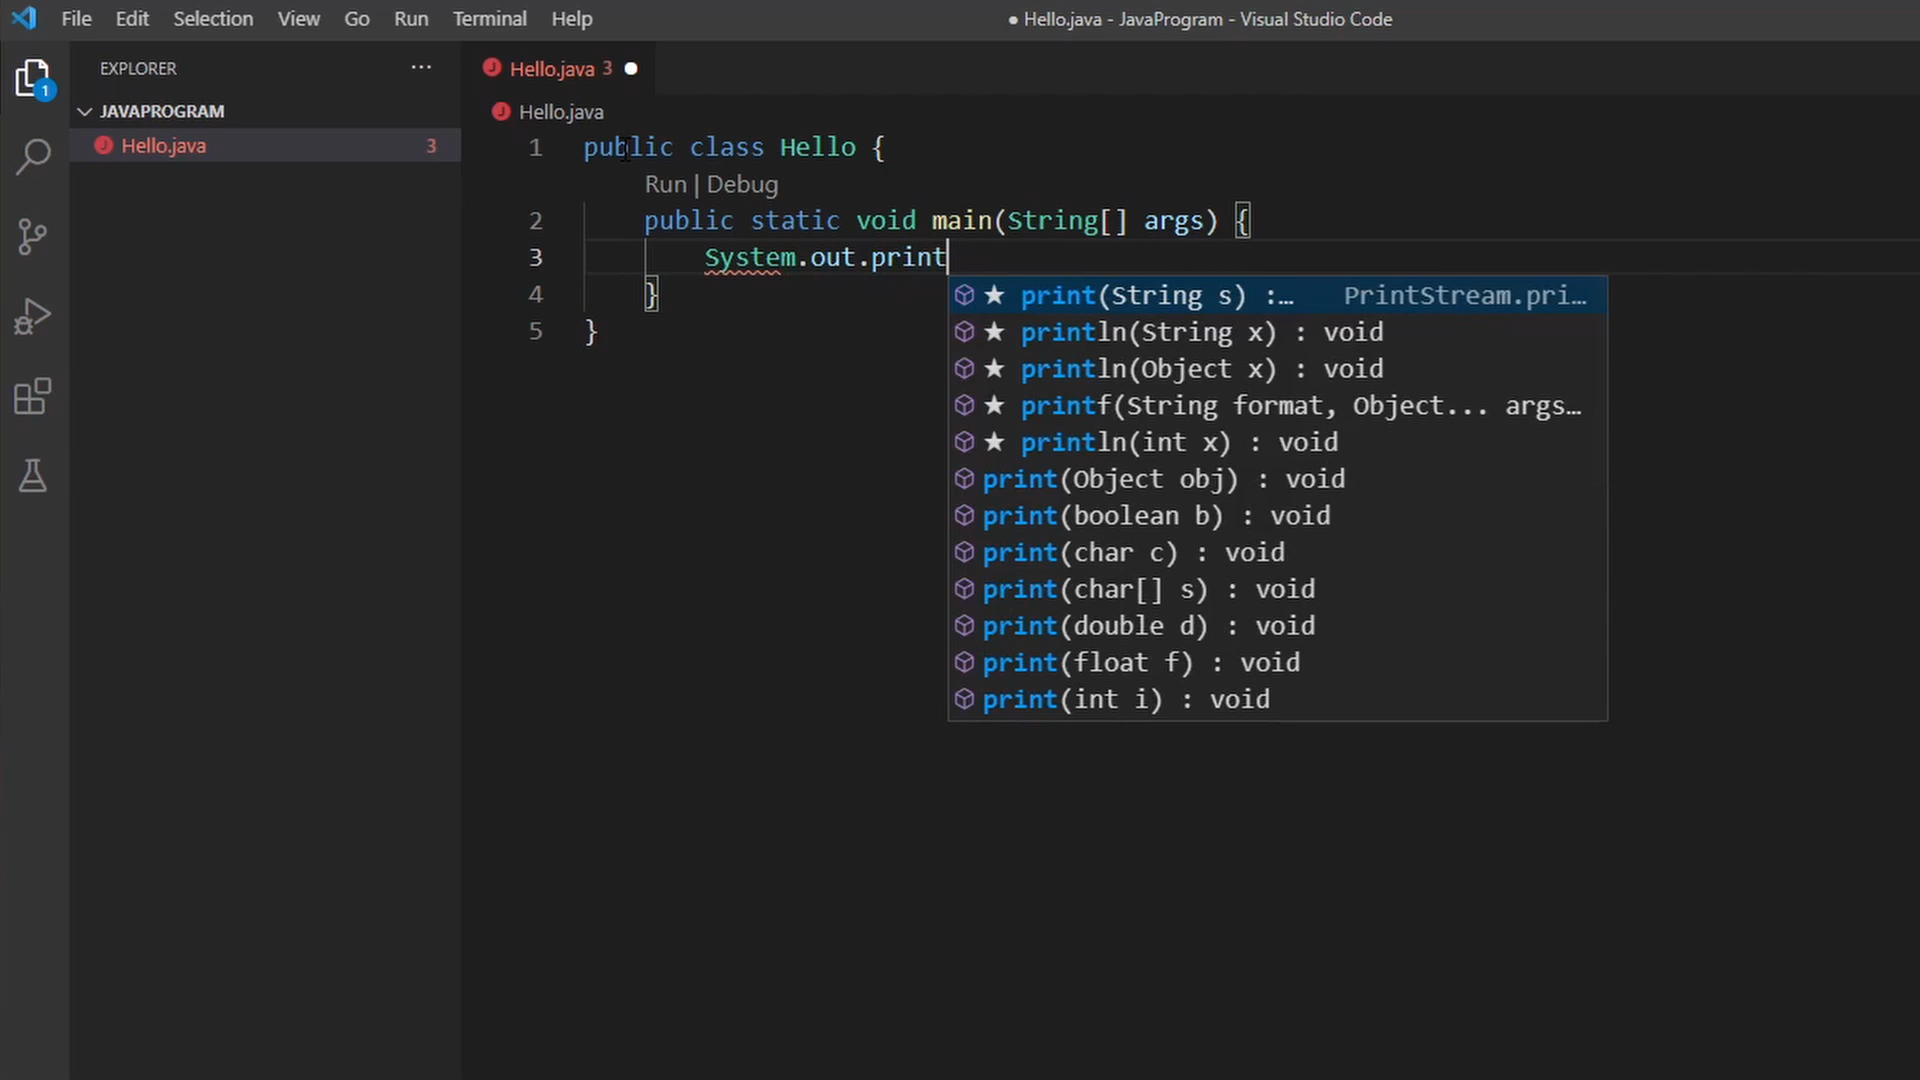 File Edit Selection View Go Run Terminal Help
● Hello.java - JavaProgram - Visual Studio Code
1
EXPLORER ...
JAVAPROGRAM
Hello.java 3
Hello.java 3 ●
Hello.java
1 public class Hello {
Run | Debug
2 public static void main(String[] args) {
3 System.out.print
4 }
5 }
★ print(String s) :… PrintStream.pri…
★ println(String x) : void
★ println(Object x) : void
★ printf(String format, Object... args…
★ println(int x) : void
print(Object obj) : void
print(boolean b) : void
print(char c) : void
print(char[] s) : void
print(double d) : void
print(float f) : void
print(int i) : void